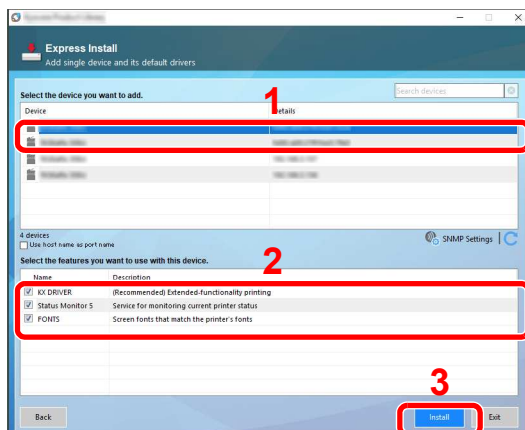 Express Install
Add single device and its default drivers
1
Select the device you want to add.
Search devices
Device Details
4 devices
SNMP Settings
Use host name as port name
2
Select the features you want to use with this device.
Name Description
KX DRIVER (Recommended) Extended-functionality printing
Status Monitor 5 Service for monitoring current printer status
FONTS Screen fonts that match the printer's fonts
3
Back Install Exit